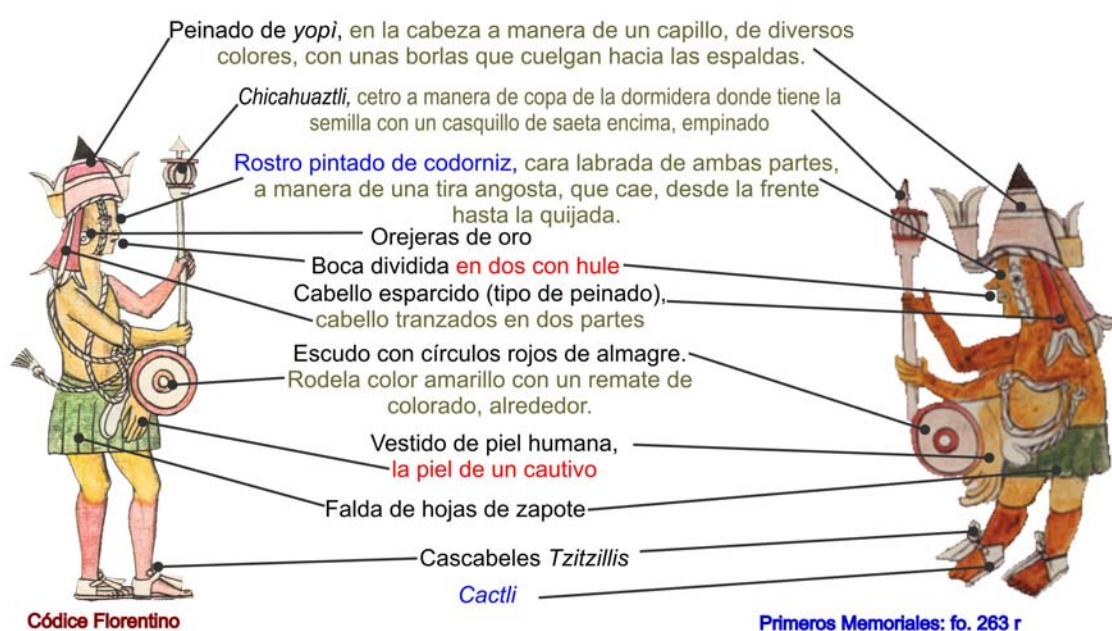 Peinado de yopi, en la cabeza a manera de un capillo, de diversos
colores, con unas borlas que cuelgan hacia las espaldas.
Chicahuaztli, cetro a manera de copa de la dormidera donde tiene la
semilla con un casquillo de saeta encima, empinado
Rostro pintado de codorniz, cara labrada de ambas partes,
a manera de una tira angosta, que cae, desde la frente
hasta la quijada.
Orejeras de oro
Boca dividida en dos con hule
Cabello esparcido (tipo de peinado),
cabello tranzados en dos partes
Escudo con círculos rojos de almagre.
Rodela color amarillo con un remate de
colorado, alrededor.
Vestido de piel humana,
la piel de un cautivo
Falda de hojas de zapote
Cascabeles Tzitzillis
Cactli
Códice Florentino
Primeros Memoriales: fo. 263 r